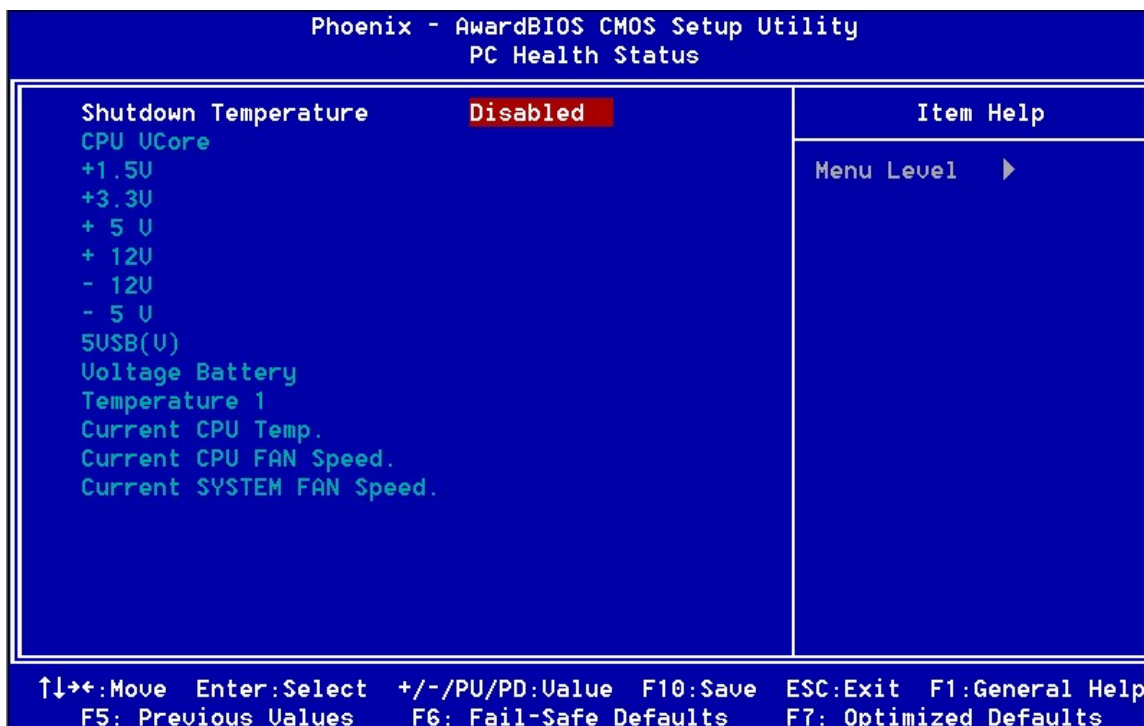 Phoenix - AwardBIOS CMOS Setup Utility
PC Health Status
Shutdown Temperature Disabled
CPU VCore
+1.5V
+3.3V
+ 5 V
+ 12V
- 12V
- 5 V
5VSB(V)
Voltage Battery
Temperature 1
Current CPU Temp.
Current CPU FAN Speed.
Current SYSTEM FAN Speed.
Item Help
Menu Level ▶
↑↓→←:Move Enter:Select +/-/PU/PD:Value F10:Save ESC:Exit F1:General Help
F5: Previous Values F6: Fail-Safe Defaults F7: Optimized Defaults